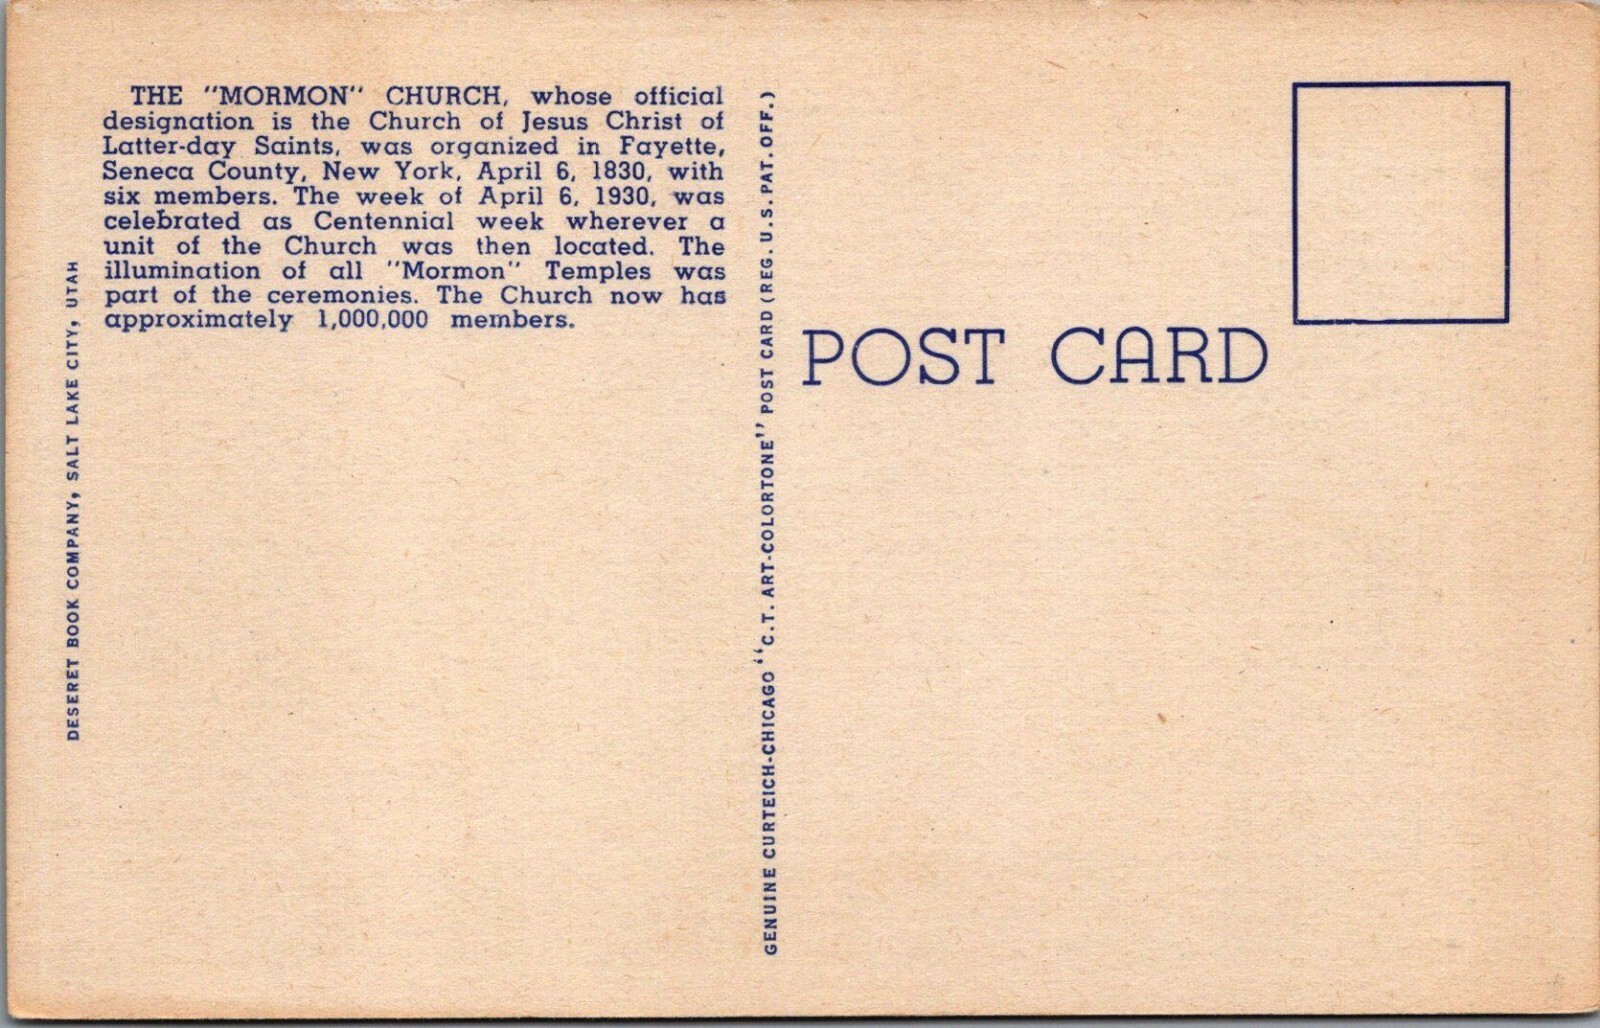 THE "MORMON" CHURCH, whose official
designation is the Church of Jesus Christ of
Latter-day Saints, was organized in Fayette,
Seneca County, New York, April 6, 1830, with
six members. The week of April 6, 1930, was
celebrated as Centennial week wherever a
unit of the Church was then located. The
illumination of all "Mormon" Temples was
part of the ceremonies. The Church now has
approximately 1,000,000 members.
DESERET BOOK COMPANY, SALT LAKE CITY, UTAH
GENUINE CURTEICH-CHICAGO "C.T. ART-COLORTONE" POST CARD (REG. U.S. PAT. OFF.)
POST CARD